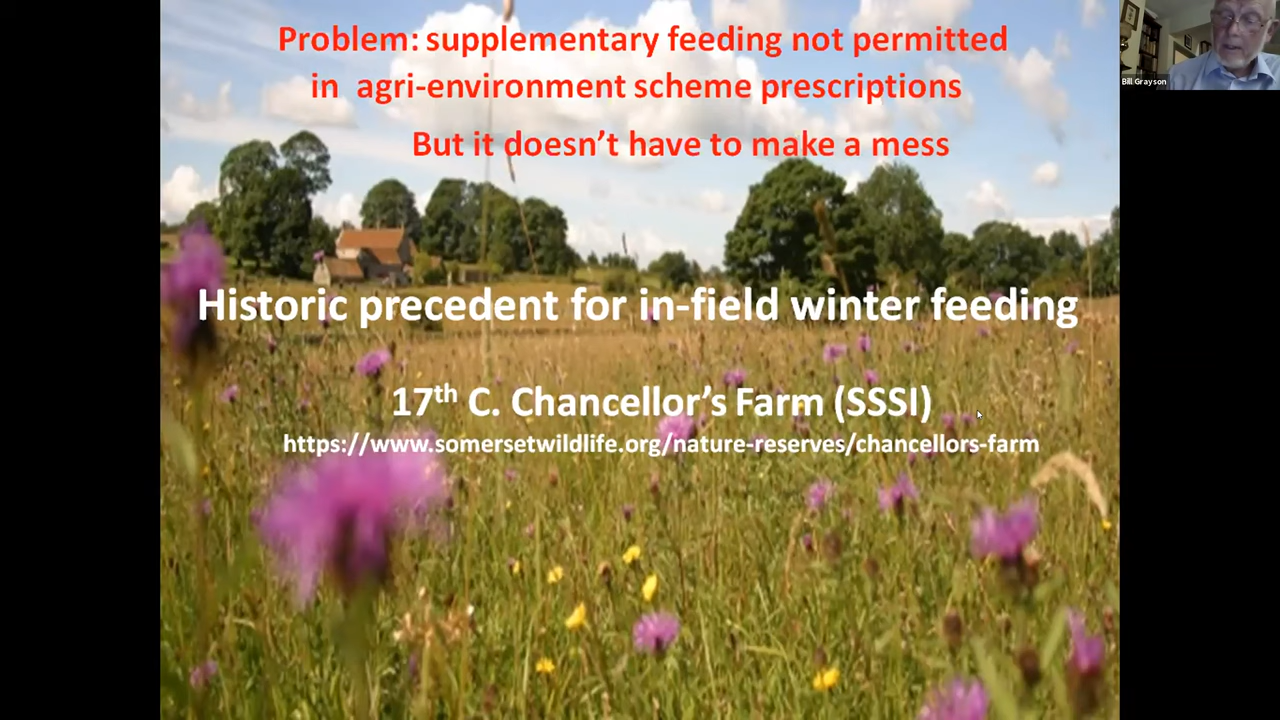 Problem: supplementary feeding not permitted
in agri-environment scheme prescriptions
But it doesn't have to make a mess
Historic precedent for in-field winter feeding
17th C. Chancellor's Farm (SSSI)
https://www.somersetwildlife.org/nature-reserves/chancellors-farm
Bill Grayson